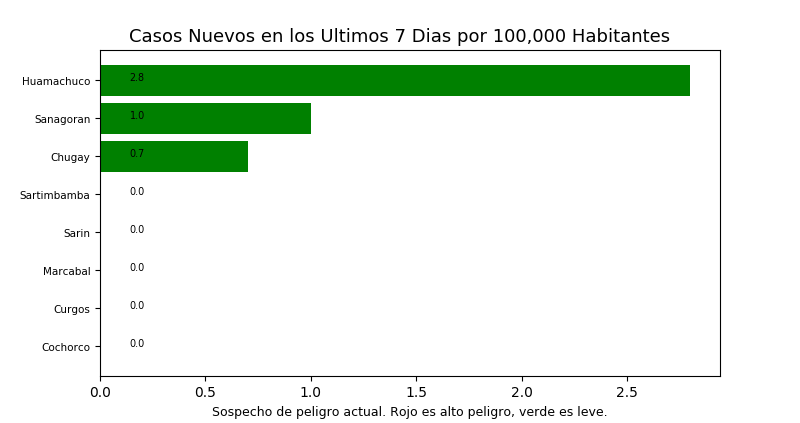 Casos Nuevos en los Ultimos 7 Dias por 100,000 Habitantes
Huamachuco 2.8
Sanagoran 1.0
Chugay 0.7
Sartimbamba 0.0
Sarin 0.0
Marcabal 0.0
Curgos 0.0
Cochorco 0.0
0.0 0.5 1.0 1.5 2.0 2.5
Sospecho de peligro actual. Rojo es alto peligro, verde es leve.